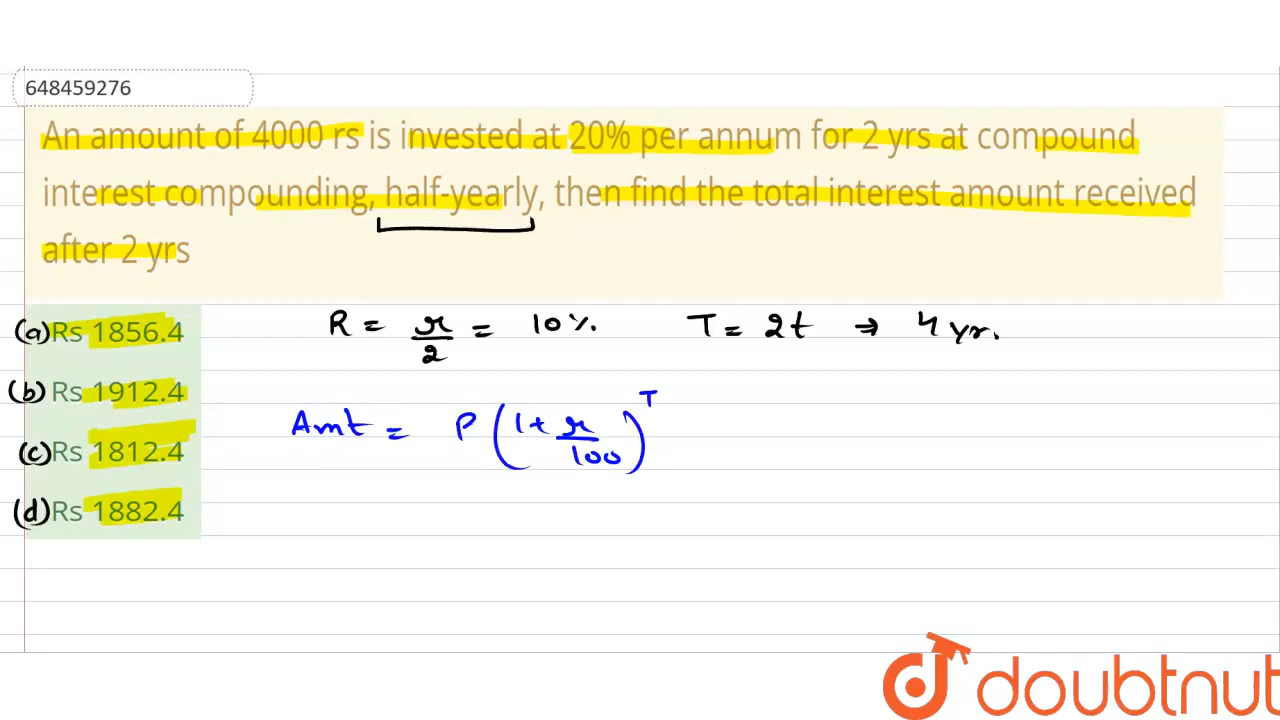 648459276
An amount of 4000 rs is invested at 20% per annum for 2 yrs at compound
interest compounding, half-yearly, then find the total interest amount received
after 2 yrs
(a) Rs 1856.4
R = r/2 = 10%. T = 2t → 4 yr.
(b) Rs 1912.4
Amt = P(1+r/100)^T
(c) Rs 1812.4
(d) Rs 1882.4
doubtnut